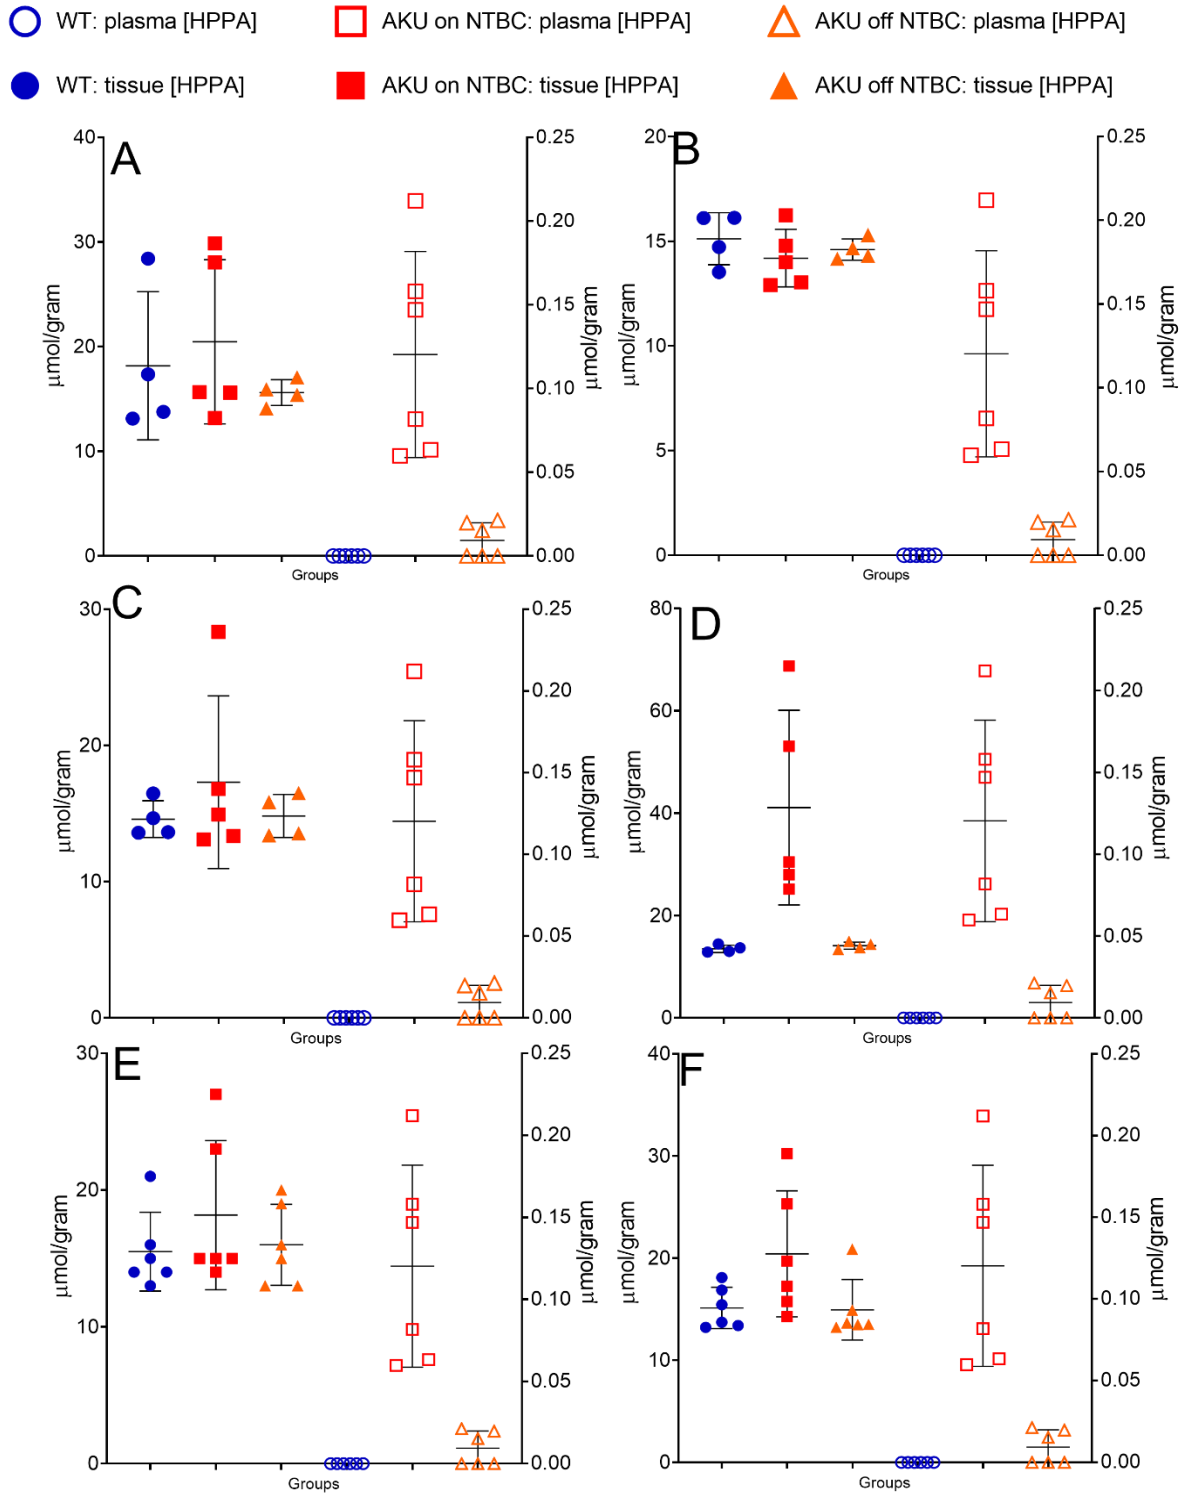 WT: plasma [HPPA] AKU on NTBC: plasma [HPPA] AKU off NTBC: plasma [HPPA]
WT: tissue [HPPA] AKU on NTBC: tissue [HPPA] AKU off NTBC: tissue [HPPA]
A
40
30
20
10
0
μmol/gram
0.25
0.20
0.15
0.10
0.05
0.00
μmol/gram
Groups
B
20
15
10
5
0
μmol/gram
0.25
0.20
0.15
0.10
0.05
0.00
μmol/gram
Groups
C
30
20
10
0
μmol/gram
0.25
0.20
0.15
0.10
0.05
0.00
μmol/gram
Groups
D
80
60
40
20
0
μmol/gram
0.25
0.20
0.15
0.10
0.05
0.00
μmol/gram
Groups
E
30
20
10
0
μmol/gram
0.25
0.20
0.15
0.10
0.05
0.00
μmol/gram
Groups
F
40
30
20
10
0
μmol/gram
0.25
0.20
0.15
0.10
0.05
0.00
μmol/gram
Groups